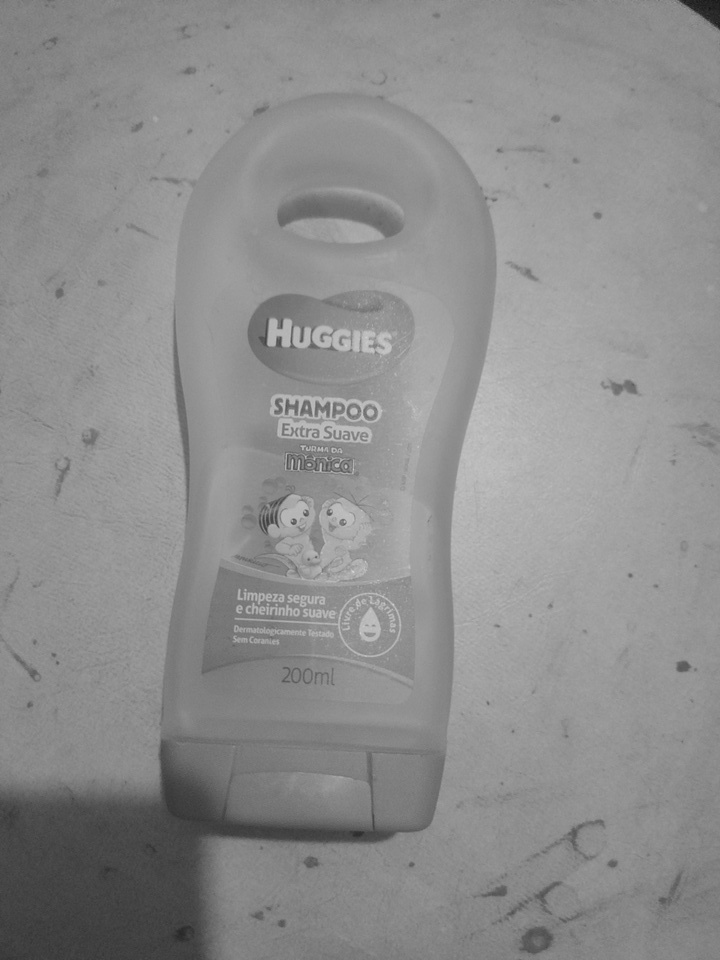 HUGGIES
SHAMPOO
Extra Suave
TURMA DA
Mônica
Limpeza segura
e cheirinho suave
Dermatologicamente Testado
Sem Corantes
Livre de Lágrimas
200ml